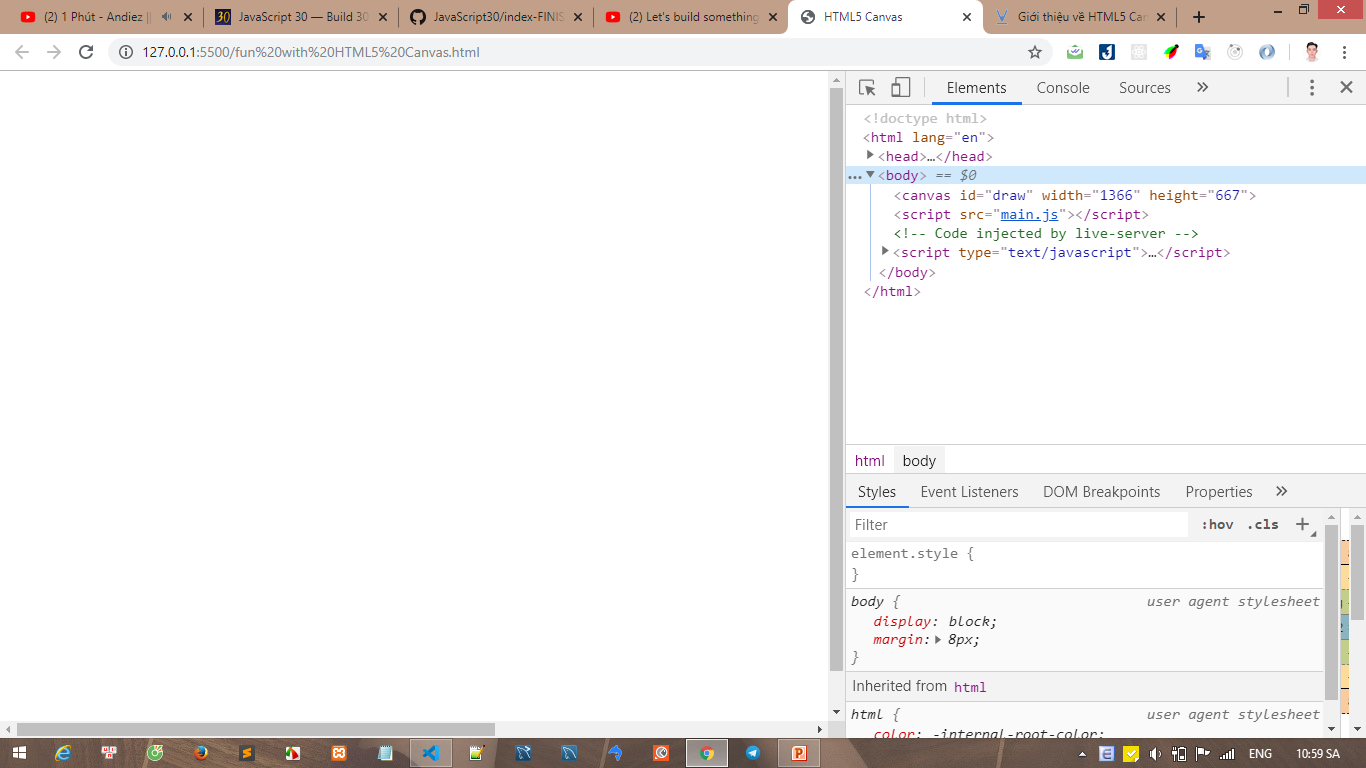 (2) 1 Phút - Andiez ||
JavaScript 30 — Build 30
JavaScript30/index-FINIS
(2) Let's build something
HTML5 Canvas
Giới thiệu về HTML5 Can
127.0.0.1:5500/fun%20with%20HTML5%20Canvas.html
Elements Console Sources
<!doctype html>
<html lang="en">
<head>…</head>
<body> == $0
<canvas id="draw" width="1366" height="667">
<script src="main.js"></script>
<!-- Code injected by live-server -->
<script type="text/javascript">…</script>
</body>
</html>
html body
Styles Event Listeners DOM Breakpoints Properties
Filter :hov .cls
element.style {
}
body { user agent stylesheet
display: block;
margin: 8px;
}
Inherited from html
html { user agent stylesheet
color: -internal-root-color;
ENG 10:59 SA